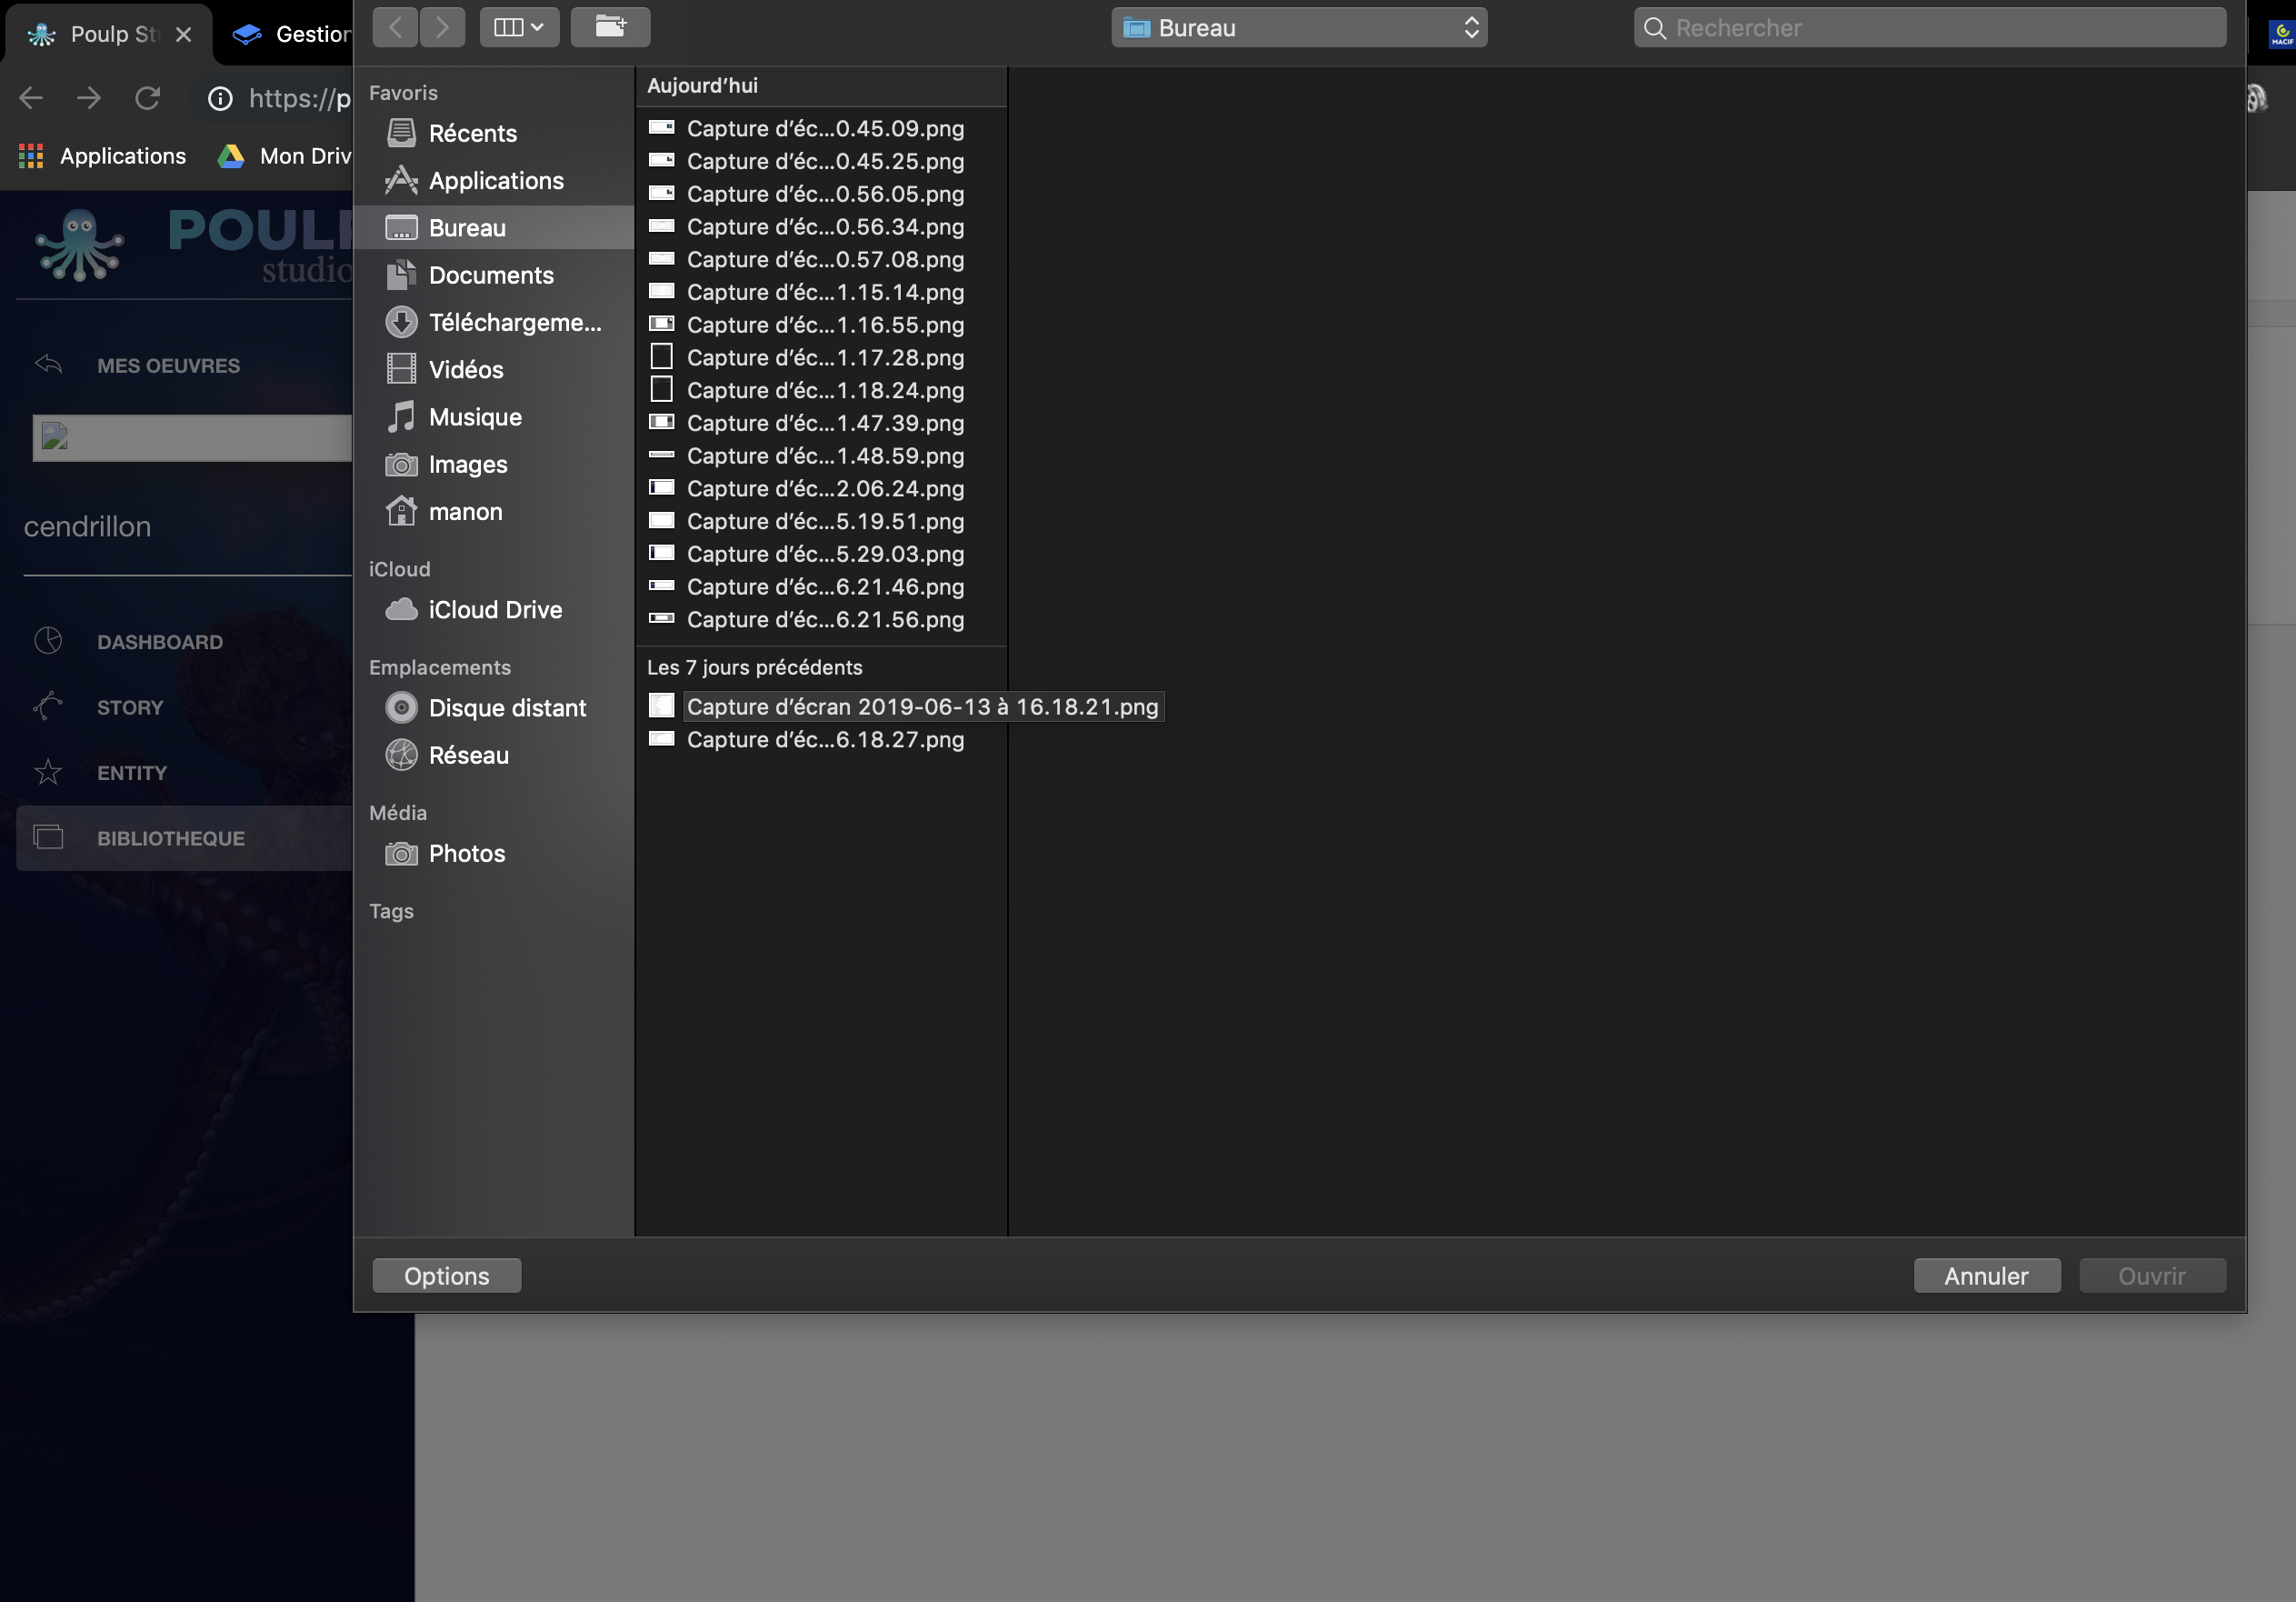 Poulp St
Gestion
https://p
Applications
Mon Driv
POULP
studio
MES OEUVRES
cendrillon
DASHBOARD
STORY
ENTITY
BIBLIOTHEQUE
Bureau
Rechercher
MACIF
Favoris
Récents
Applications
Bureau
Documents
Téléchargeme...
Vidéos
Musique
Images
manon
iCloud
iCloud Drive
Emplacements
Disque distant
Réseau
Média
Photos
Tags
Aujourd’hui
Capture d’éc...0.45.09.png
Capture d’éc...0.45.25.png
Capture d’éc...0.56.05.png
Capture d’éc...0.56.34.png
Capture d’éc...0.57.08.png
Capture d’éc...1.15.14.png
Capture d’éc...1.16.55.png
Capture d’éc...1.17.28.png
Capture d’éc...1.18.24.png
Capture d’éc...1.47.39.png
Capture d’éc...1.48.59.png
Capture d’éc...2.06.24.png
Capture d’éc...5.19.51.png
Capture d’éc...5.29.03.png
Capture d’éc...6.21.46.png
Capture d’éc...6.21.56.png
Les 7 jours précédents
Capture d’écran 2019-06-13 à 16.18.21.png
Capture d’éc...6.18.27.png
Options
Annuler
Ouvrir